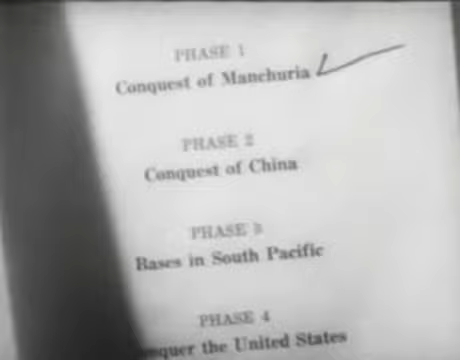 PHASE 1
Conquest of Manchuria
PHASE 2
Conquest of China
PHASE 3
Bases in South Pacific
PHASE 4
nquer the United States